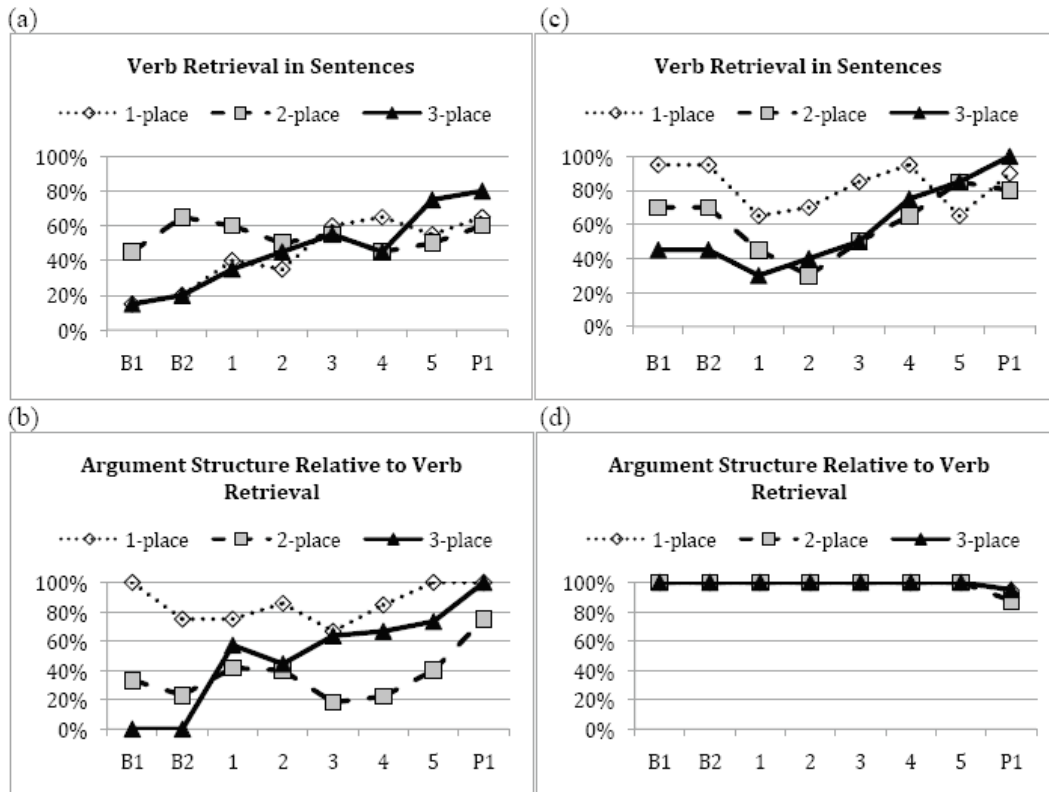 (a)
Verb Retrieval in Sentences
1-place 2-place 3-place
100%
80%
60%
40%
20%
0%
B1 B2 1 2 3 4 5 P1
(c)
Verb Retrieval in Sentences
1-place 2-place 3-place
100%
80%
60%
40%
20%
0%
B1 B2 1 2 3 4 5 P1
(b)
Argument Structure Relative to Verb
Retrieval
1-place 2-place 3-place
100%
80%
60%
40%
20%
0%
B1 B2 1 2 3 4 5 P1
(d)
Argument Structure Relative to Verb
Retrieval
1-place 2-place 3-place
100%
80%
60%
40%
20%
0%
B1 B2 1 2 3 4 5 P1